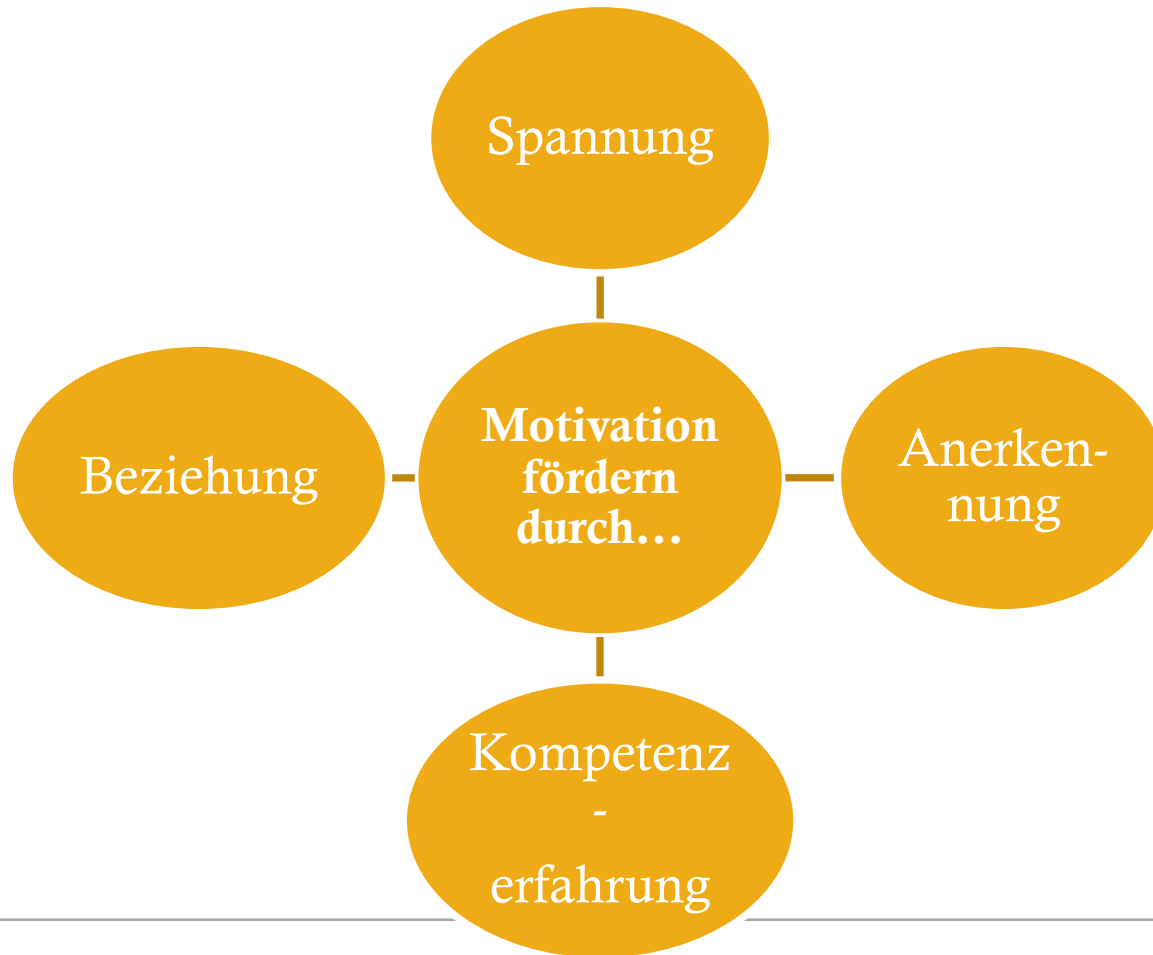 Spannung
Beziehung
Motivation
fördern
durch...
Anerken-
nung
Kompetenz
-
erfahrung